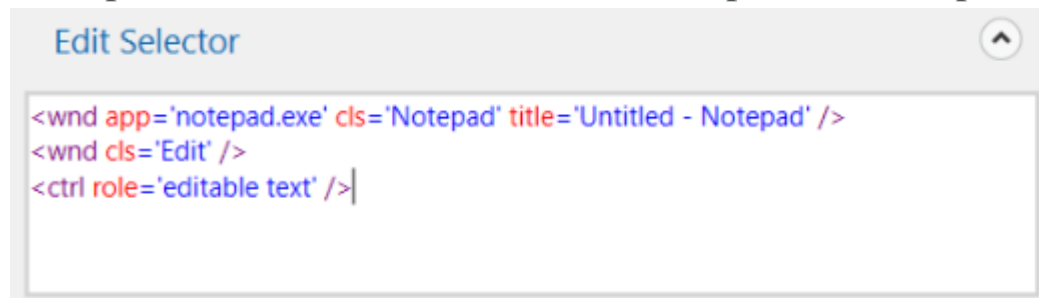 Edit Selector
<wnd app='notepad.exe' cls='Notepad' title='Untitled - Notepad' />
<wnd cls='Edit' />
<ctrl role='editable text' />